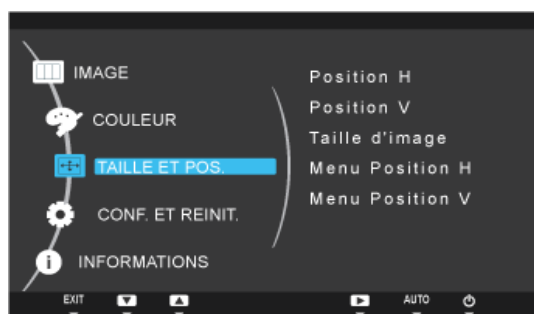 IMAGE
COULEUR
TAILLE ET POS.
CONF. ET REINIT.
INFORMATIONS
Position H
Position V
Taille d'image
Menu Position H
Menu Position V
EXIT
AUTO